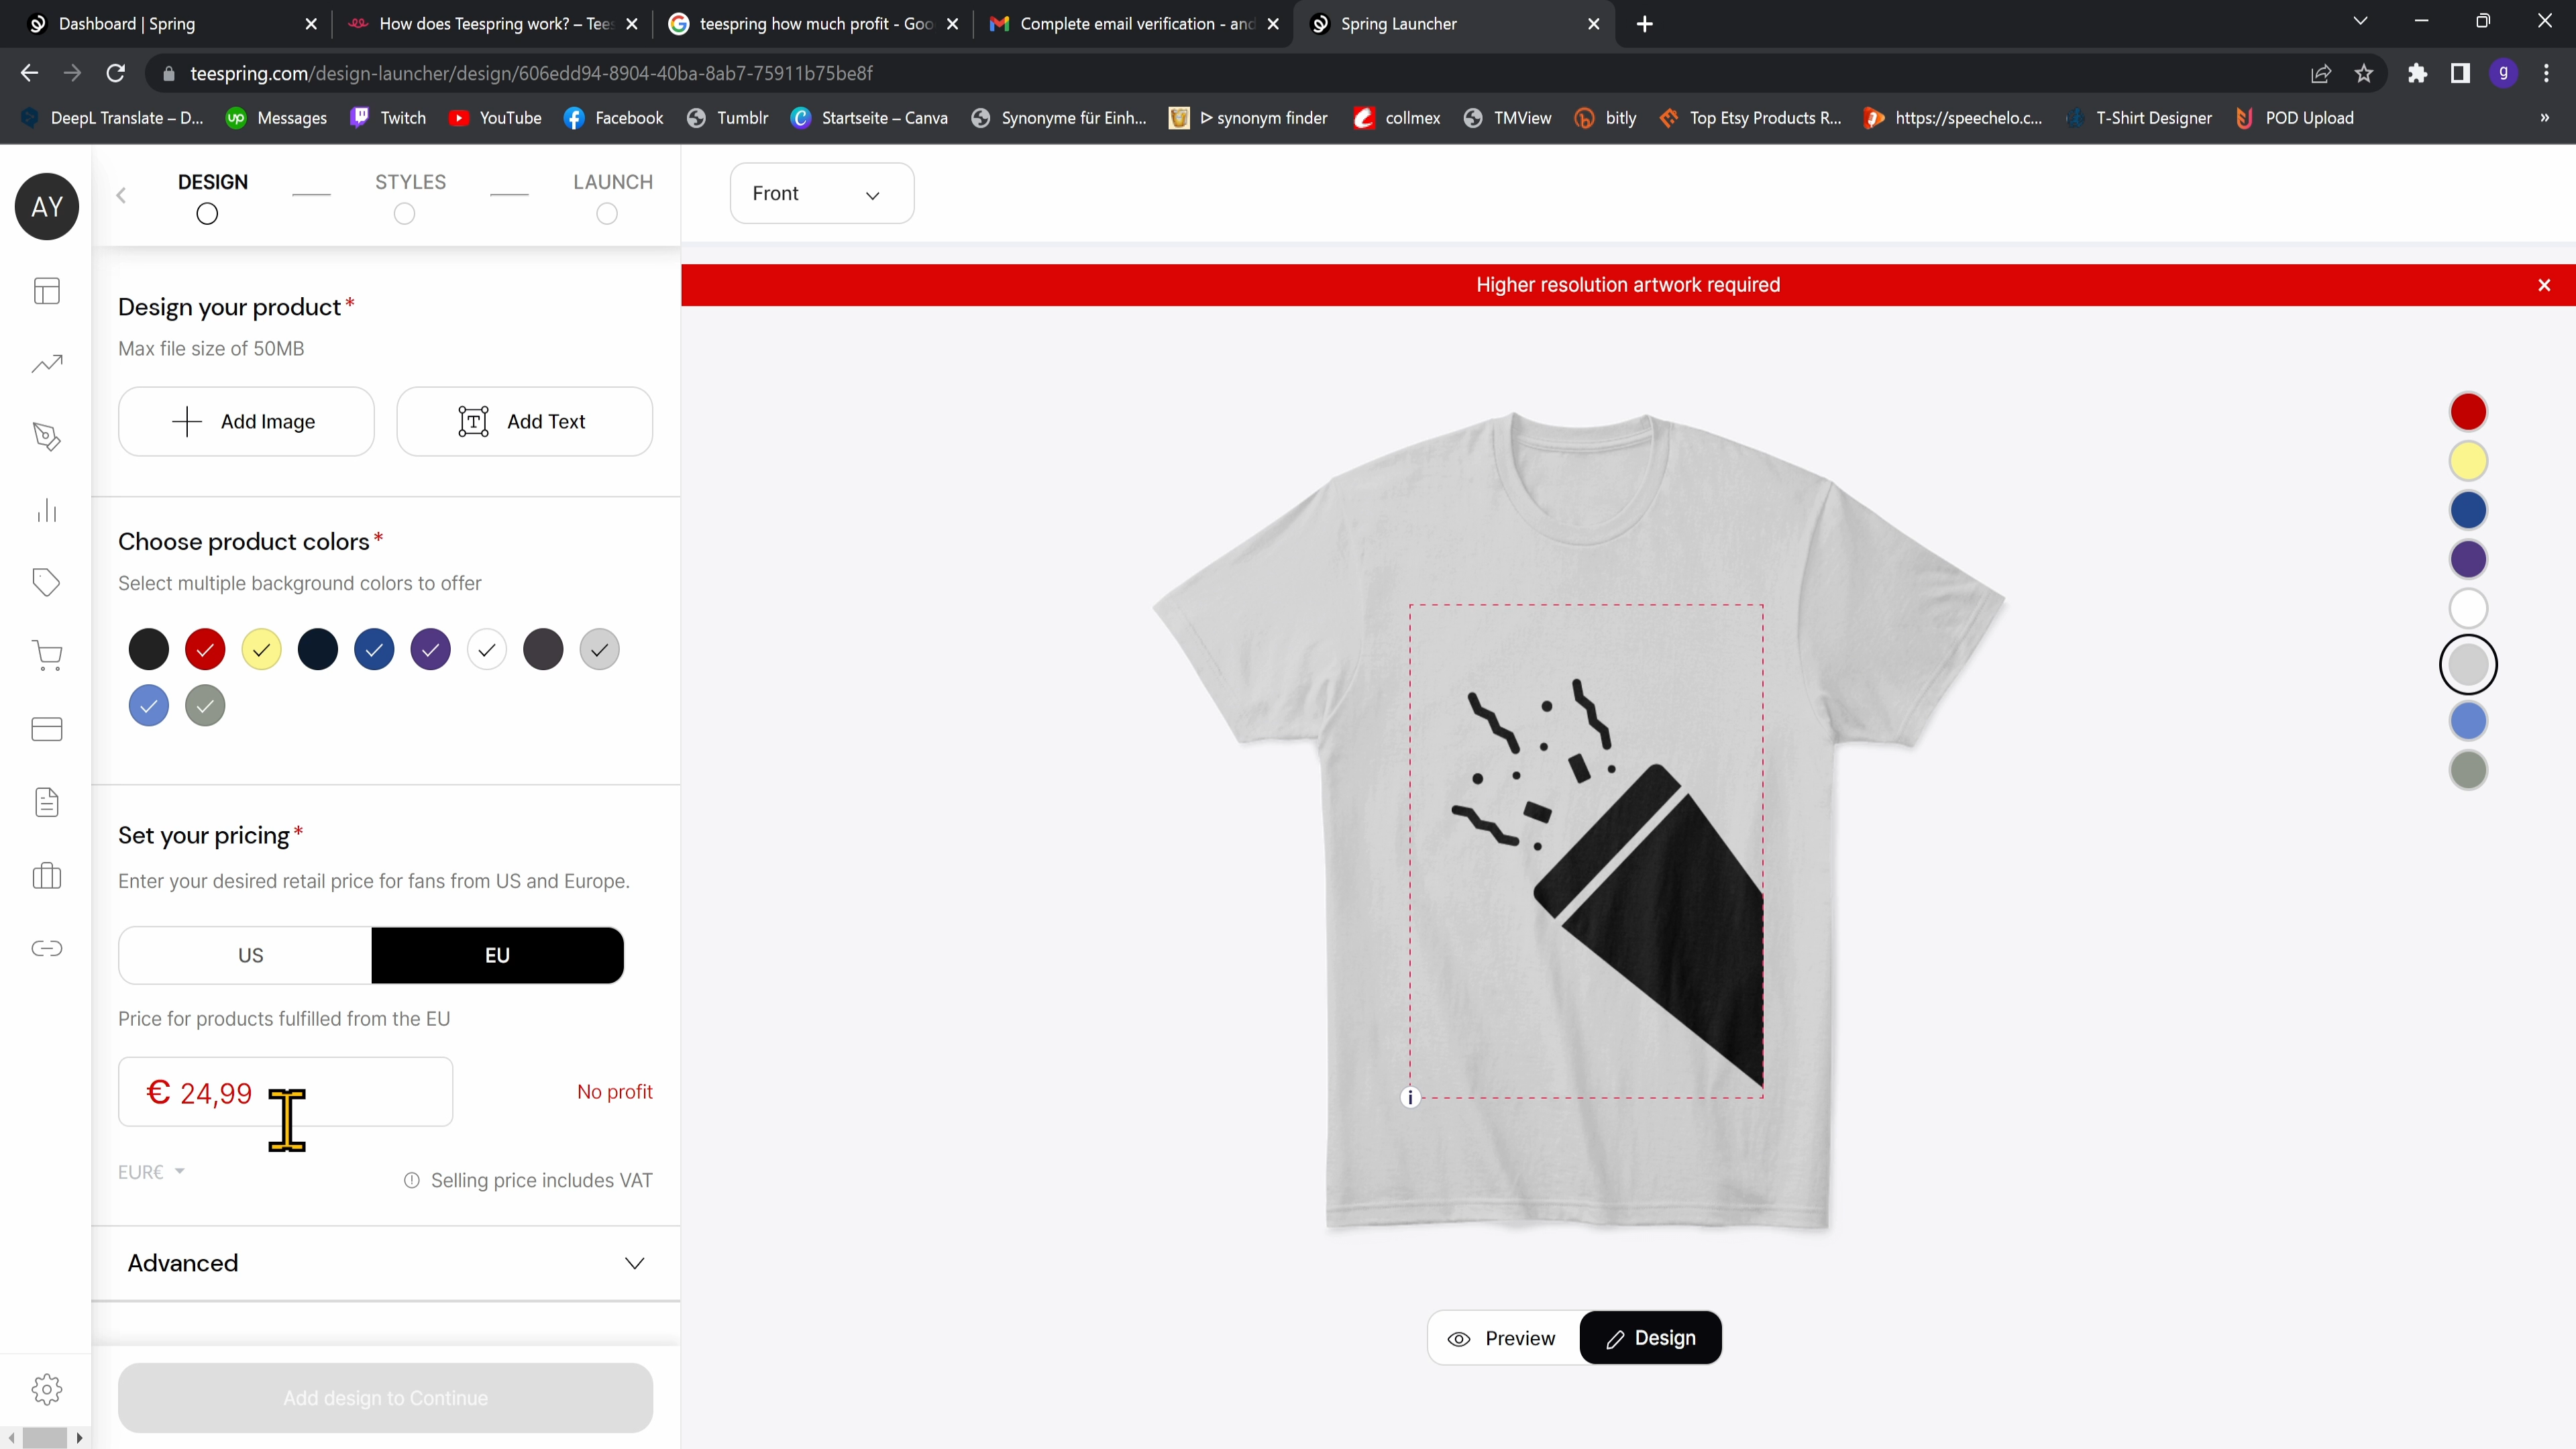 Dashboard | Spring
How does Teespring work? – Tees
teespring how much profit - Goo
Complete email verification - and
Spring Launcher
teespring.com/design-launcher/design/606edd94-8904-40ba-8ab7-75911b75be8f
g
DeepL Translate – D...
up Messages
Twitch
YouTube
Facebook
Tumblr
Startseite – Canva
Synonyme für Einh...
ᐅ synonym finder
collmex
TMView
bitly
Top Etsy Products R...
https://speechelo.c...
T-Shirt Designer
POD Upload
»
AY
DESIGN
STYLES
LAUNCH
Front
Higher resolution artwork required
Design your product*
Max file size of 50MB
Add Image
Add Text
Choose product colors*
Select multiple background colors to offer
Set your pricing*
Enter your desired retail price for fans from US and Europe.
US
EU
Price for products fulfilled from the EU
€ 24,99
No profit
EUR€
Selling price includes VAT
Advanced
Preview
Design
Add design to Continue